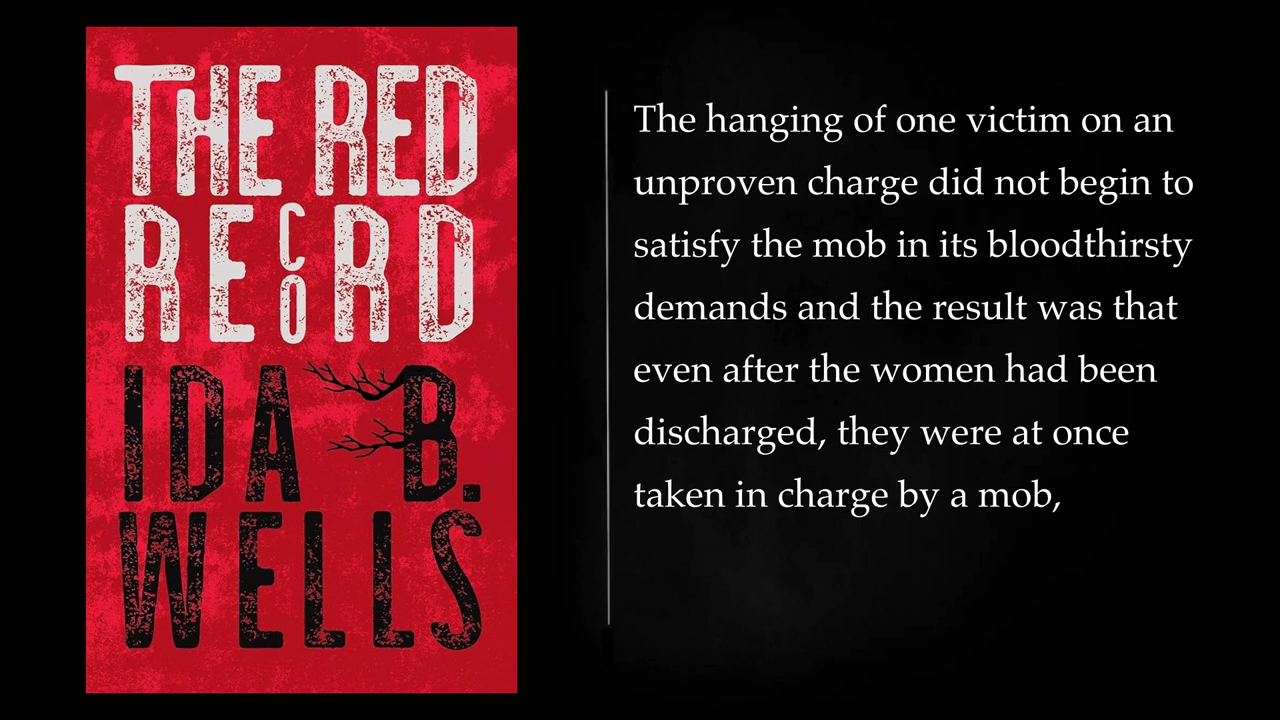 THE RED
RECORD
IDA B.
WELLS
The hanging of one victim on an
unproven charge did not begin to
satisfy the mob in its bloodthirsty
demands and the result was that
even after the women had been
discharged, they were at once
taken in charge by a mob,